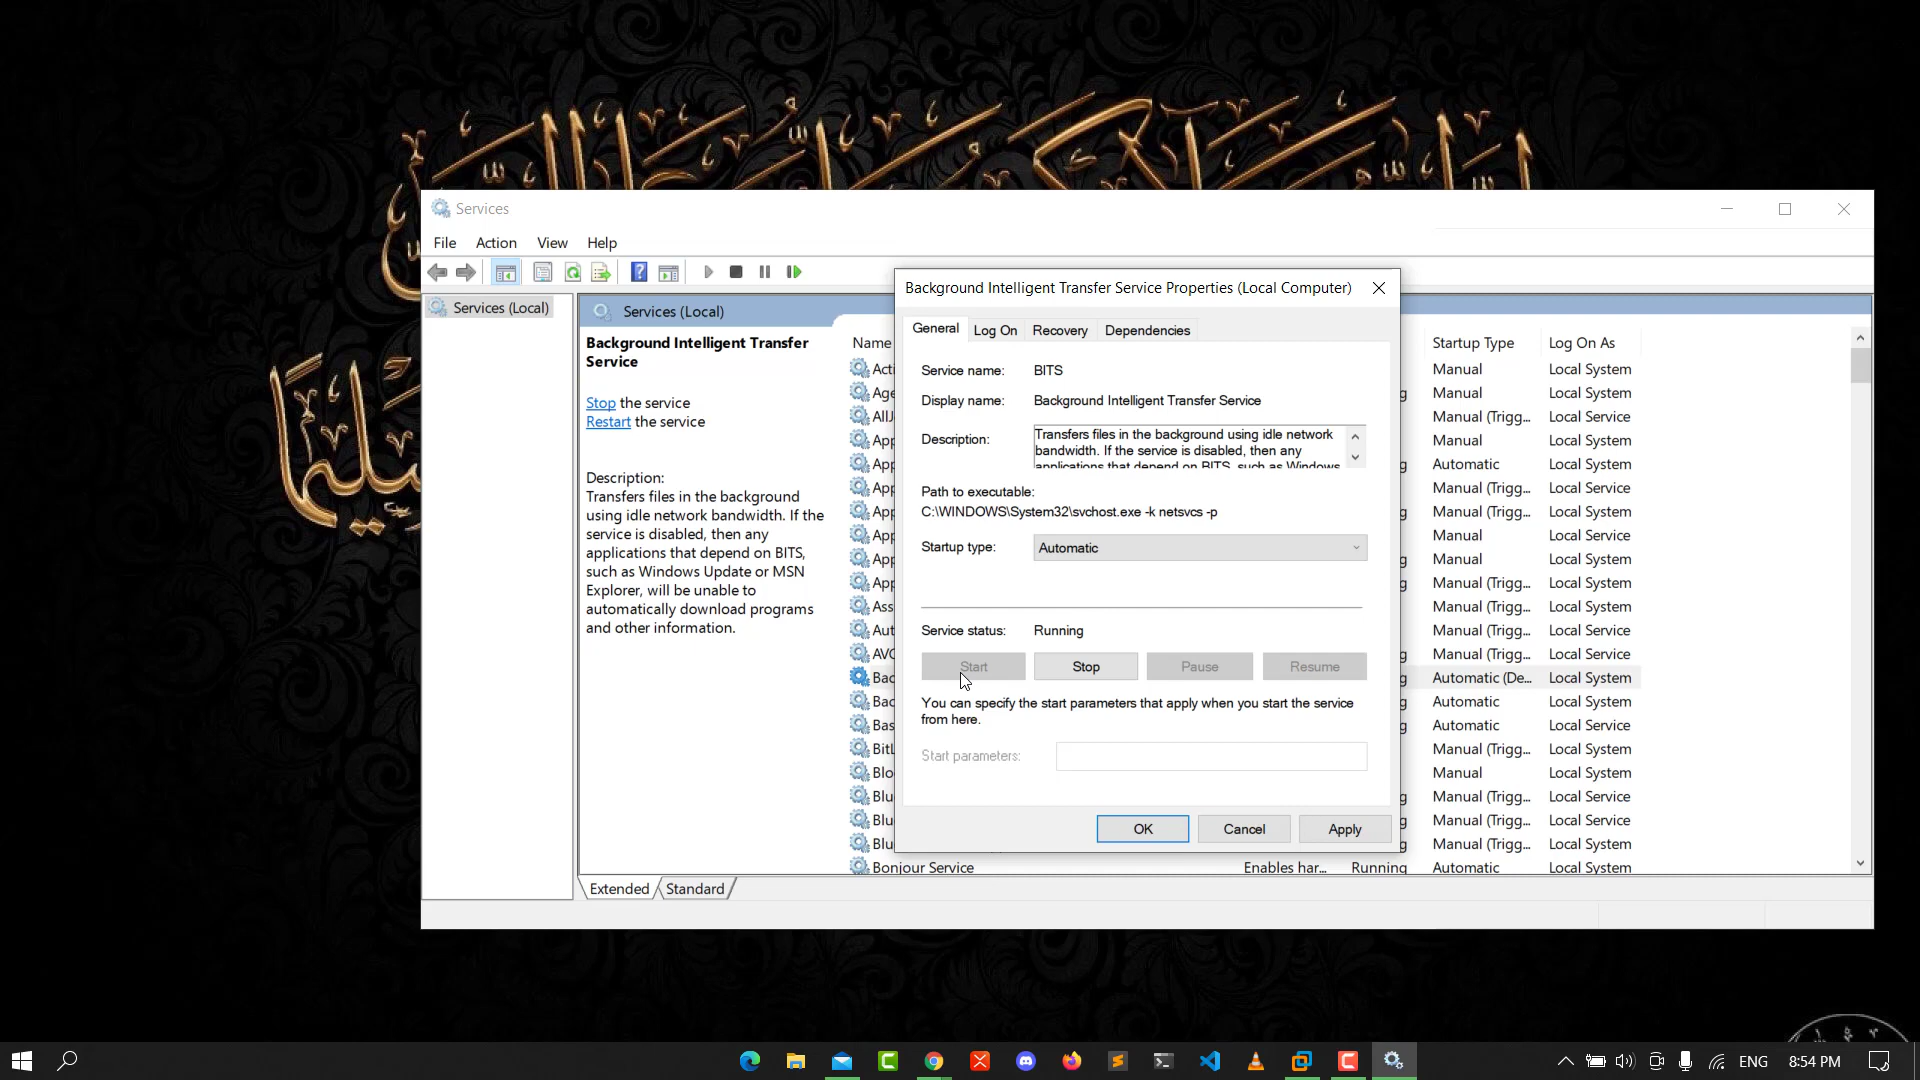 Services
File Action View Help
Services (Local)
Services (Local)
Background Intelligent Transfer
Service
Stop the service
Restart the service
Description:
Transfers files in the background
using idle network bandwidth. If the
service is disabled, then any
applications that depend on BITS,
such as Windows Update or MSN
Explorer, will be unable to
automatically download programs
and other information.
Name
Startup Type Log On As
Manual Local System
Manual Local System
Manual (Trigg... Local Service
Manual Local System
Automatic Local System
Manual (Trigg... Local Service
Manual (Trigg... Local System
Manual Local Service
Manual Local System
Manual (Trigg... Local System
Manual (Trigg... Local System
Manual (Trigg... Local Service
Manual (Trigg... Local Service
Automatic (De... Local System
Automatic Local System
Automatic Local Service
Manual (Trigg... Local System
Manual Local System
Manual (Trigg... Local Service
Manual (Trigg... Local Service
Manual (Trigg... Local System
Bonjour Service Enables har... Running Automatic Local System
Extended Standard
Background Intelligent Transfer Service Properties (Local Computer)
General Log On Recovery Dependencies
Service name: BITS
Display name: Background Intelligent Transfer Service
Description: Transfers files in the background using idle network
bandwidth. If the service is disabled, then any
applications that depend on BITS, such as Windows
Path to executable:
C:\WINDOWS\System32\svchost.exe -k netsvcs -p
Startup type: Automatic
Service status: Running
Start Stop Pause Resume
You can specify the start parameters that apply when you start the service
from here.
Start parameters:
OK Cancel Apply
ENG 8:54 PM